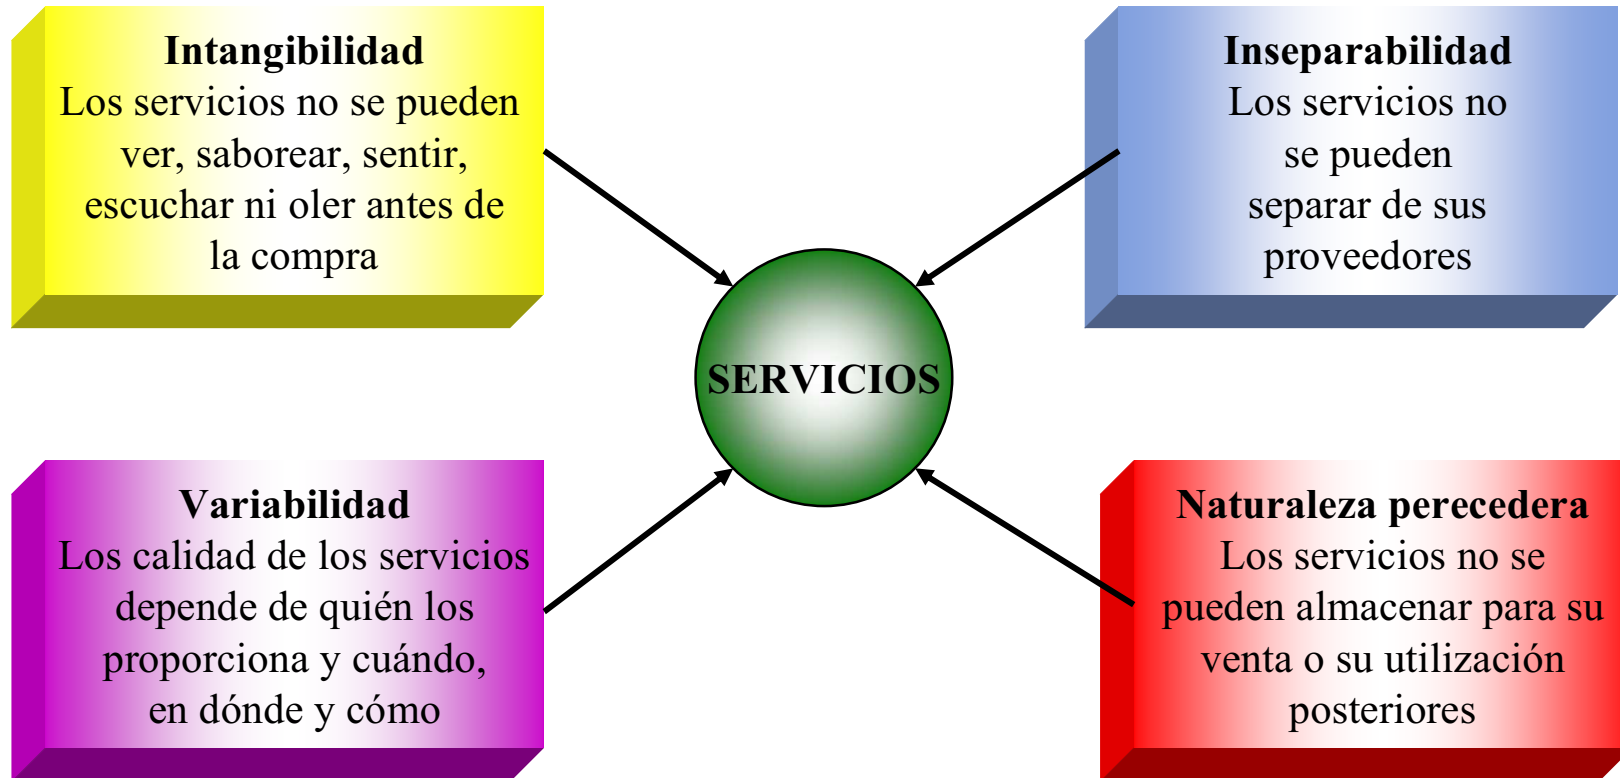 Intangibilidad
Los servicios no se pueden
ver, saborear, sentir,
escuchar ni oler antes de
la compra
Inseparabilidad
Los servicios no
se pueden
separar de sus
proveedores
SERVICIOS
Variabilidad
Los calidad de los servicios
depende de quién los
proporciona y cuándo,
en dónde y cómo
Naturaleza perecedera
Los servicios no se
pueden almacenar para su
venta o su utilización
posteriores